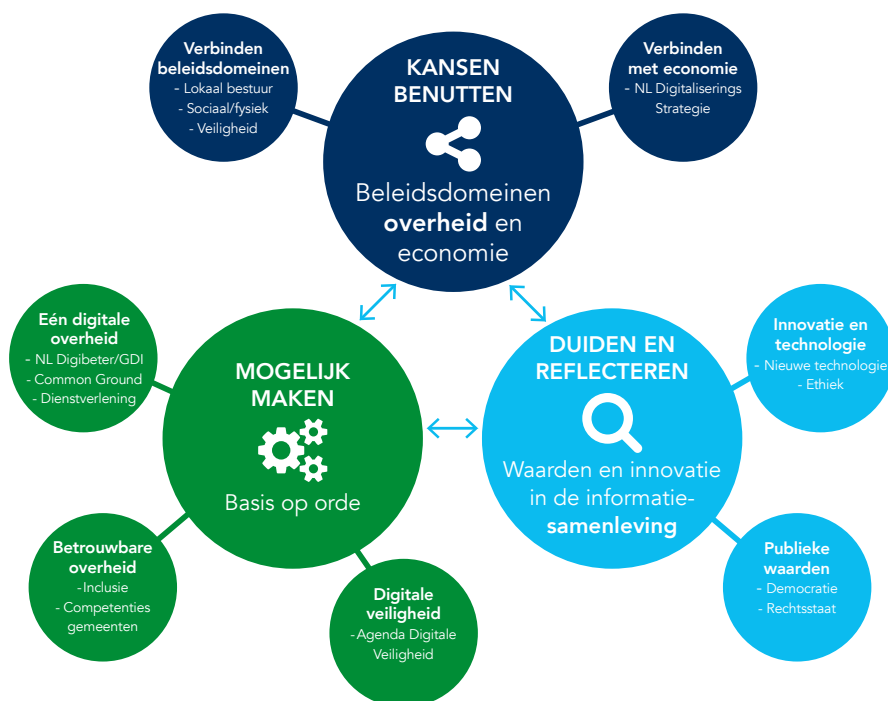 Verbinden
beleidsdomeinen
- Lokaal bestuur
- Sociaal/fysiek
- Veiligheid
KANSEN
BENUTTEN
Beleidsdomeinen
overheid en
economie
Verbinden
met economie
- NL Digitaliserings
Strategie
Eén digitale
overheid
- NL Digibeter/GDI
- Common Ground
- Dienstverlening
MOGELIJK
MAKEN
Basis op orde
DUIDEN EN
REFLECTEREN
Waarden en innovatie
in de informatie-
samenleving
Innovatie en
technologie
- Nieuwe technologie
- Ethiek
Betrouwbare
overheid
-Inclusie
- Competenties
gemeenten
Digitale
veiligheid
-Agenda Digitale
Veiligheid
Publieke
waarden
- Democratie
- Rechtsstaat